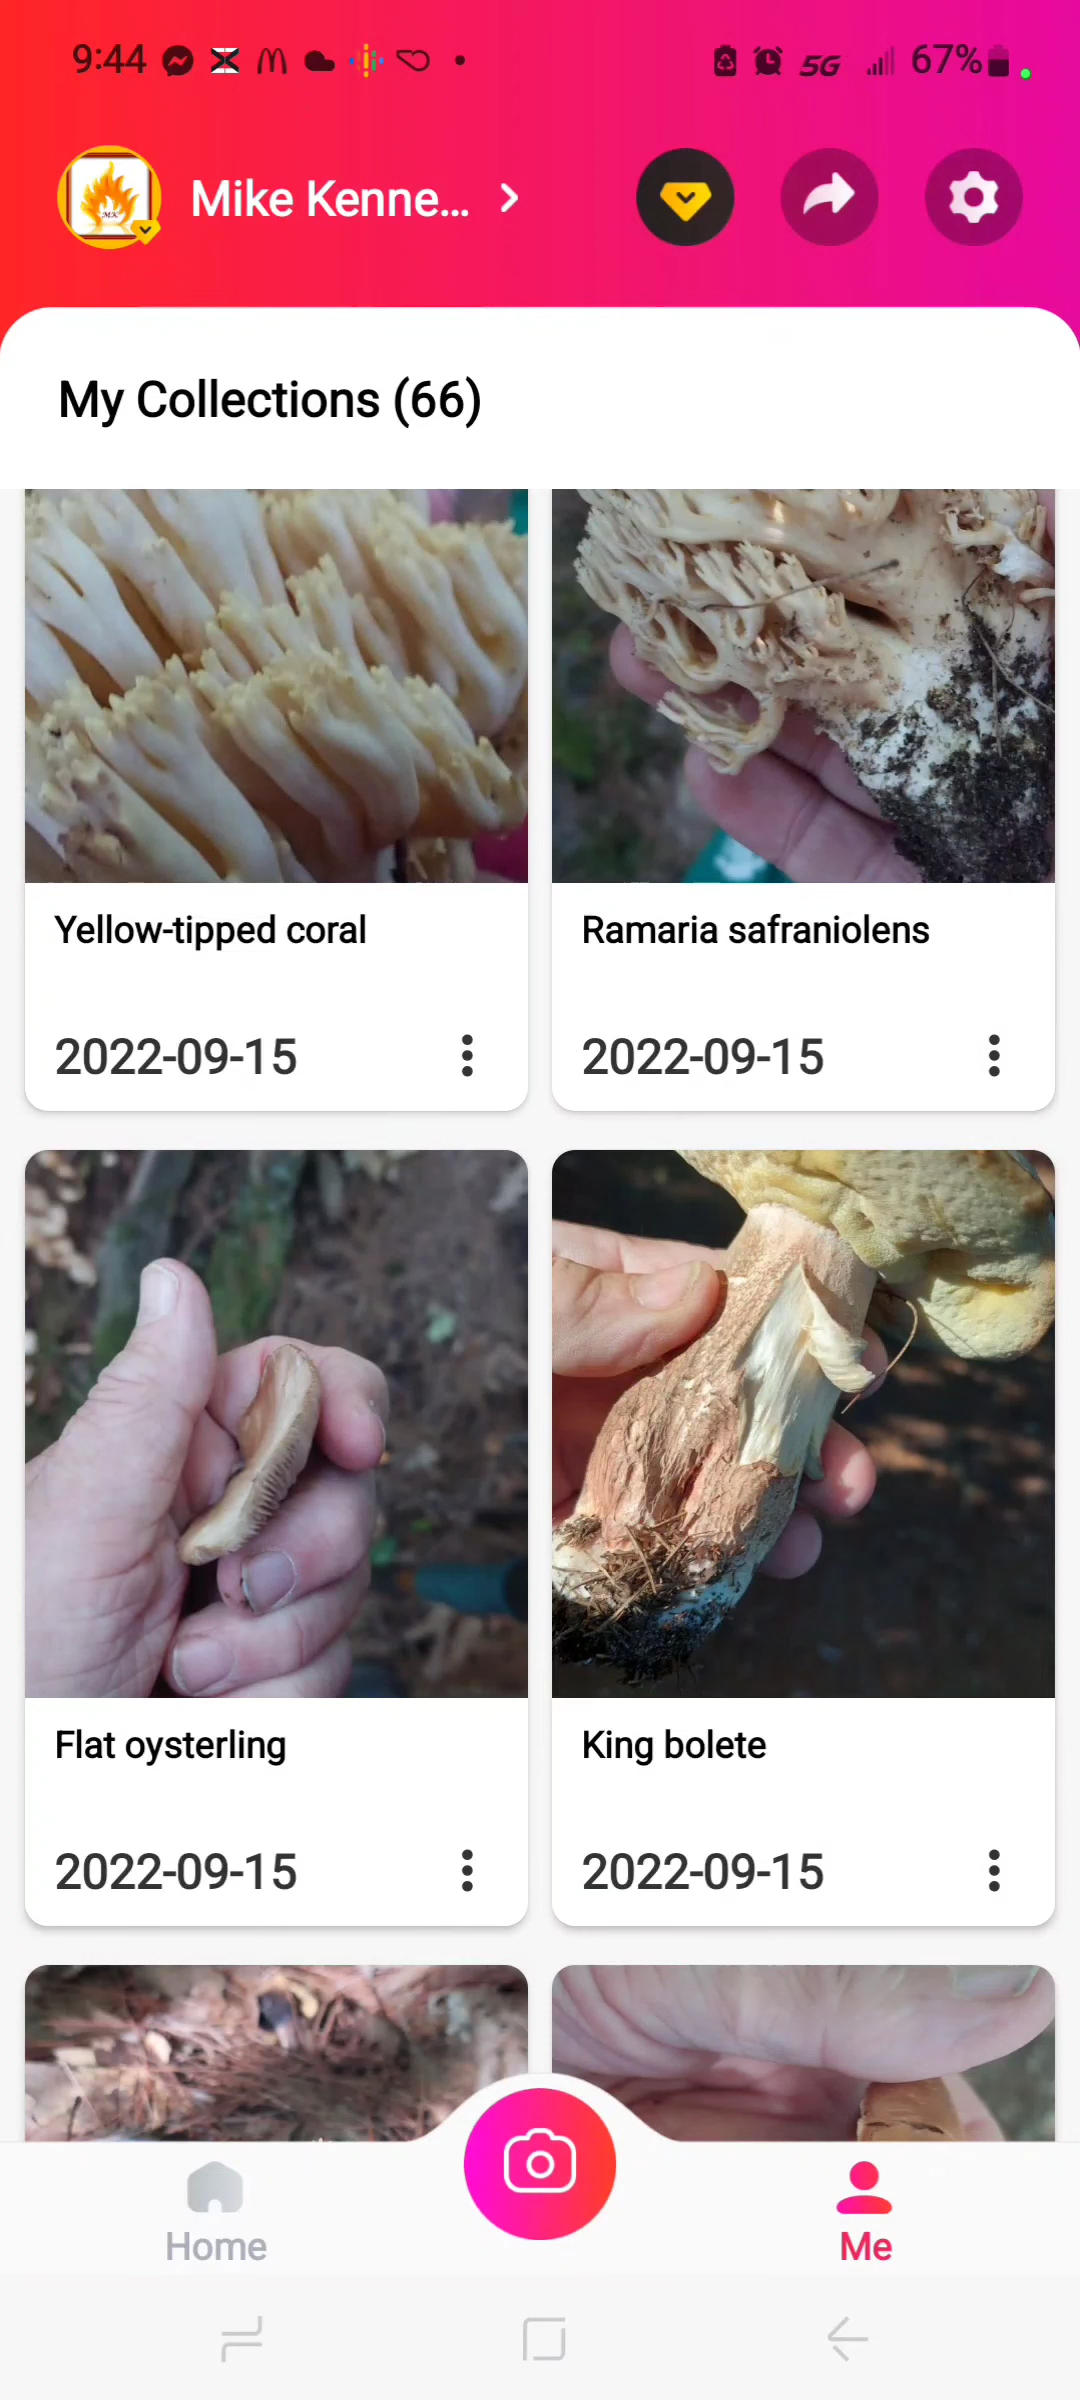 9:44
5G 67%
Mike Kenne...
My Collections (66)
Yellow-tipped coral
2022-09-15
Ramaria safraniolens
2022-09-15
Flat oysterling
2022-09-15
King bolete
2022-09-15
Home
Me